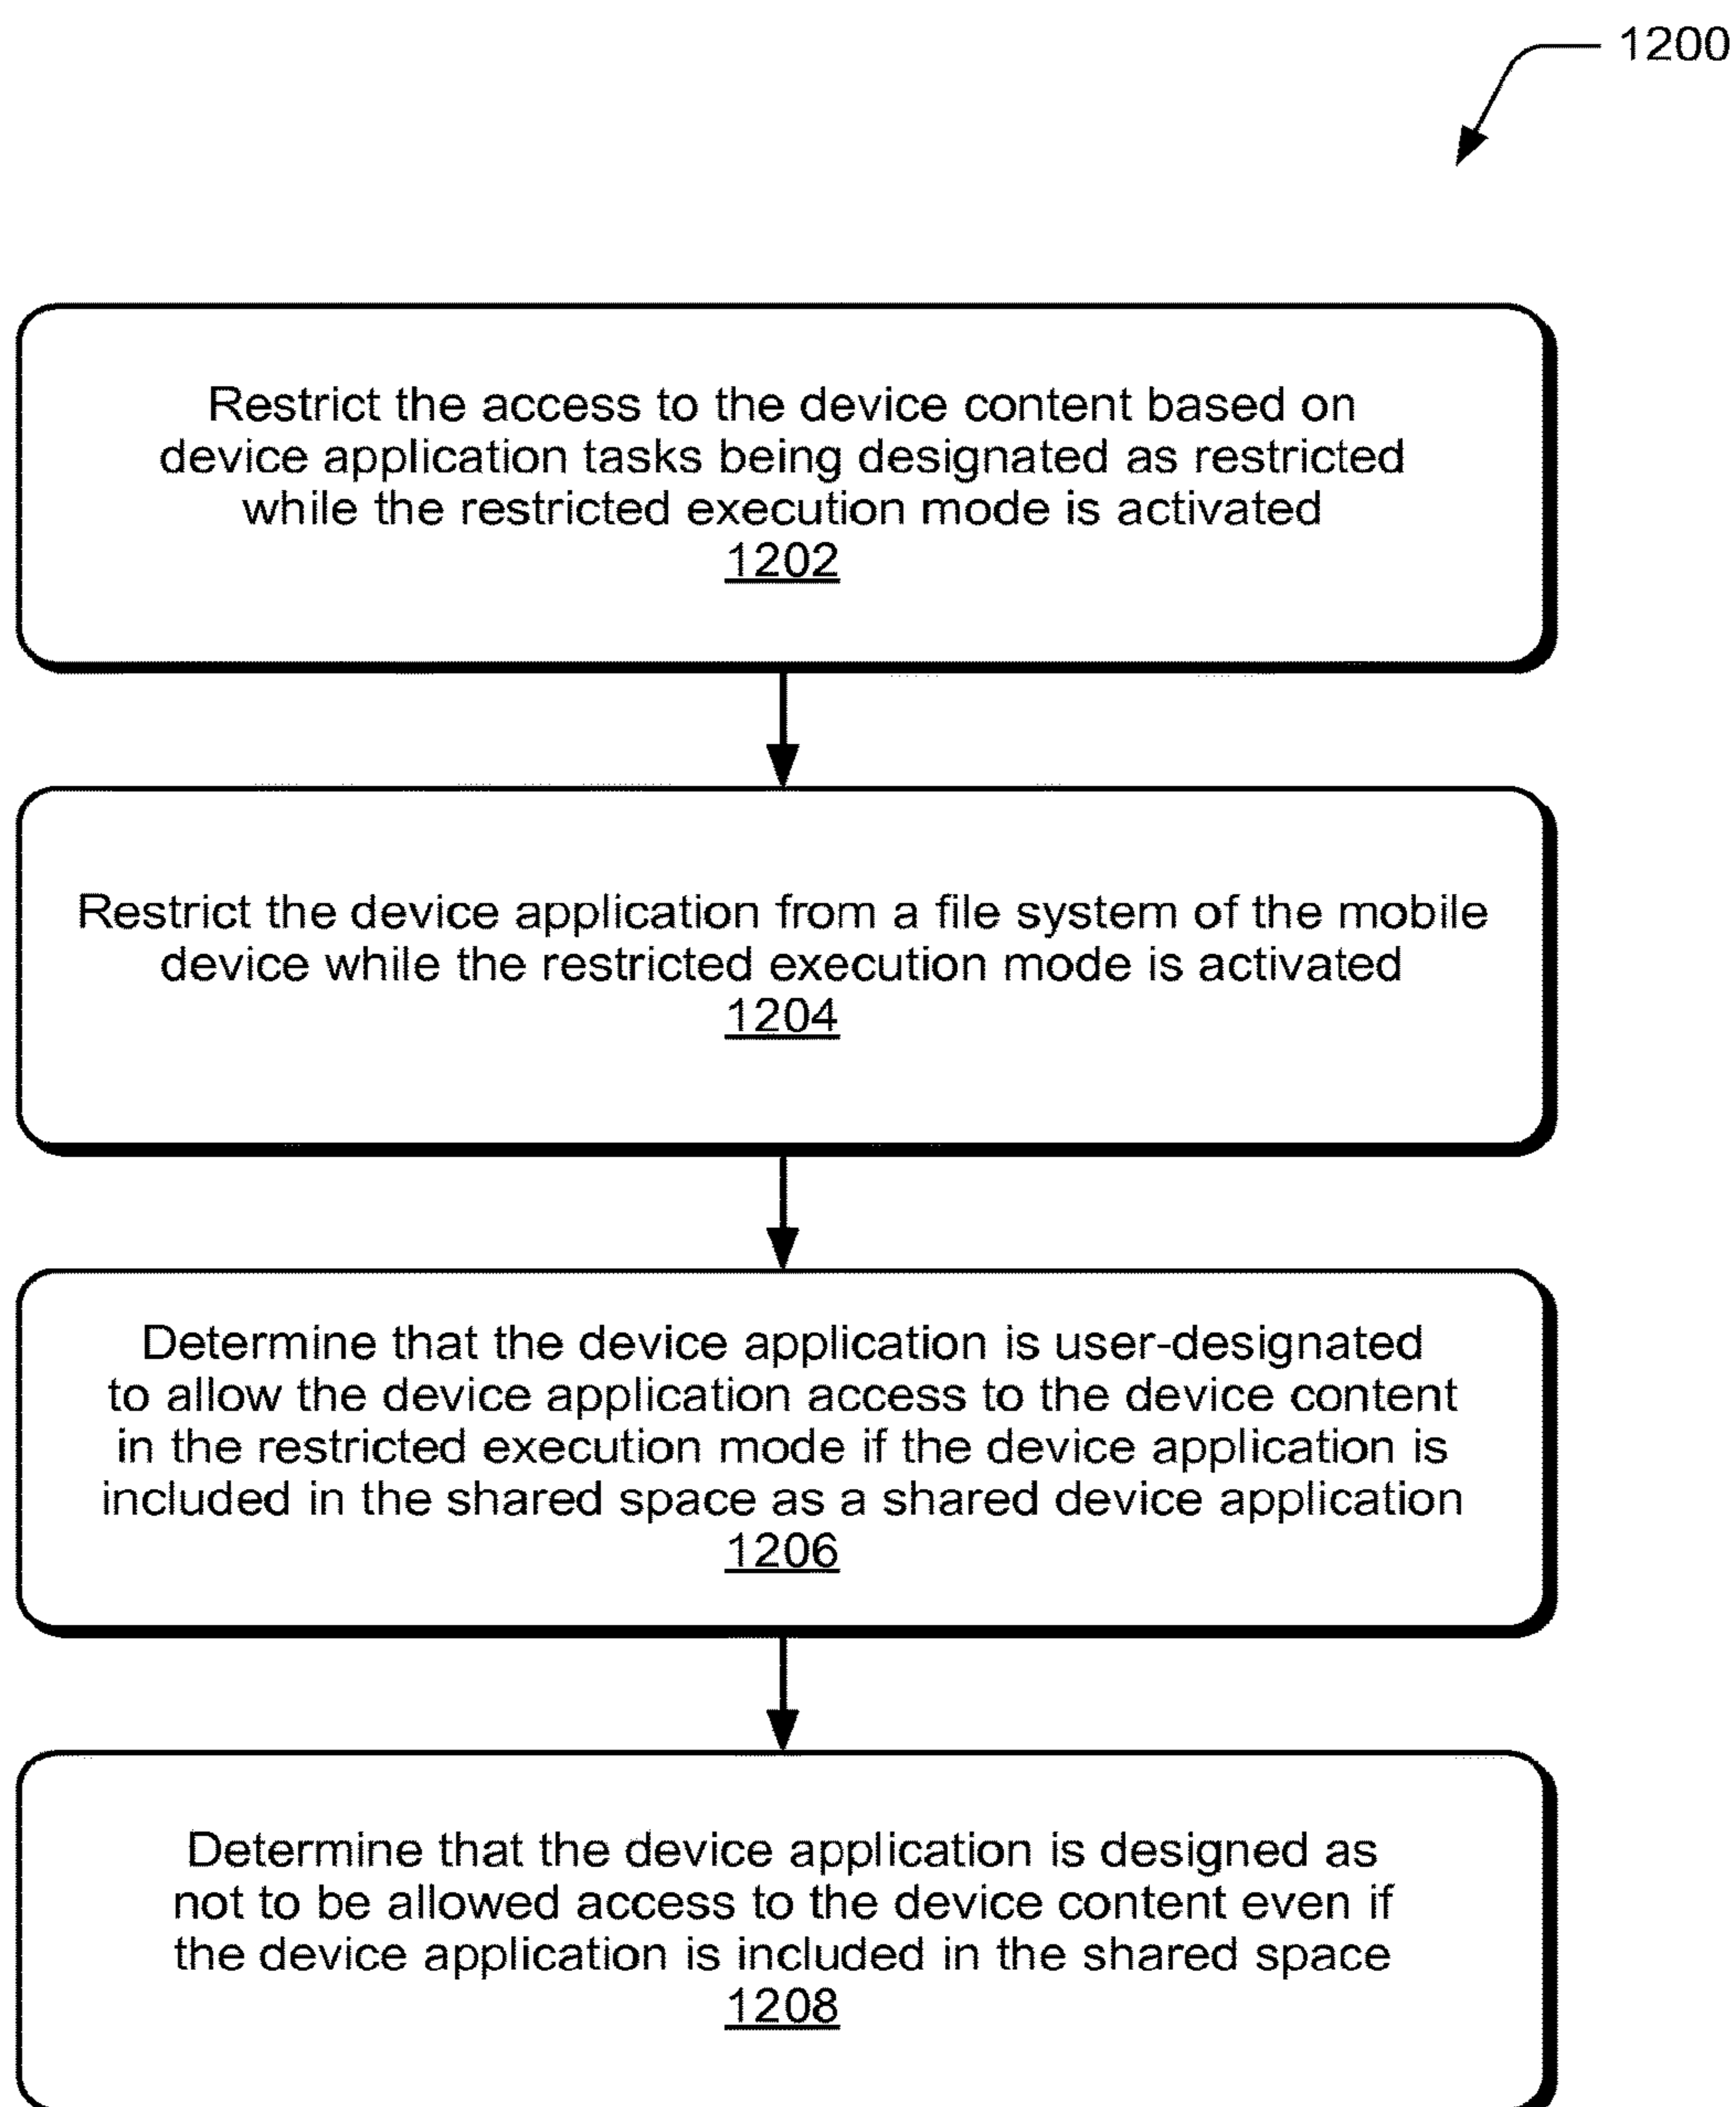 1200
Restrict the access to the device content based on
device application tasks being designated as restricted
while the restricted execution mode is activated
1202
Restrict the device application from a file system of the mobile
device while the restricted execution mode is activated
1204
Determine that the device application is user-designated
to allow the device application access to the device content
in the restricted execution mode if the device application is
included in the shared space as a shared device application
1206
Determine that the device application is designed as
not to be allowed access to the device content even if
the device application is included in the shared space
1208